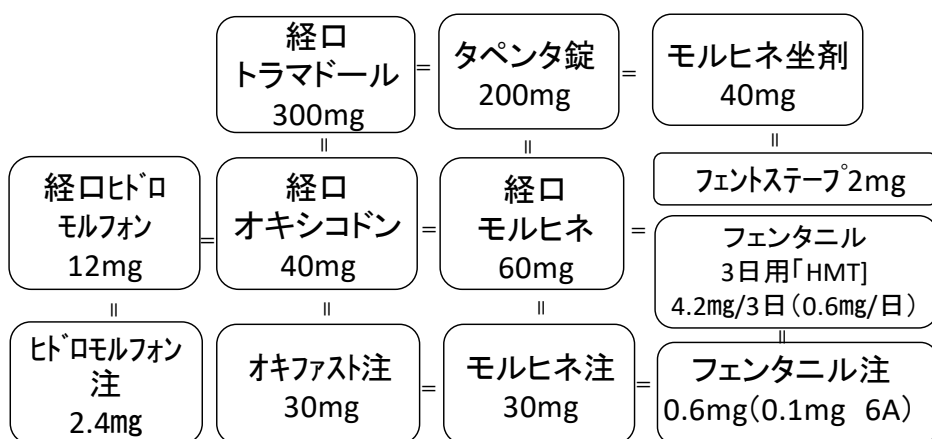 経口
トラマドール
300mg
=
タペンタ錠
200mg
=
モルヒネ坐剤
40mg
=
=
=
フェントステープ2mg
経口ﾋﾄﾞﾛ
ﾓﾙﾌｫﾝ
12mg
=
経口
オキシコドン
40mg
=
経口
モルヒネ
60mg
=
フェンタニル
3日用｢HMT]
4.2㎎/3日(0.6㎎/日)
=
=
=
=
ﾋﾄﾞﾛﾓﾙﾌｫﾝ
注
2.4㎎
オキファスト注
30mg
=
モルヒネ注
30mg
=
フェンタニル注
0.6mg(0.1mg 6A)